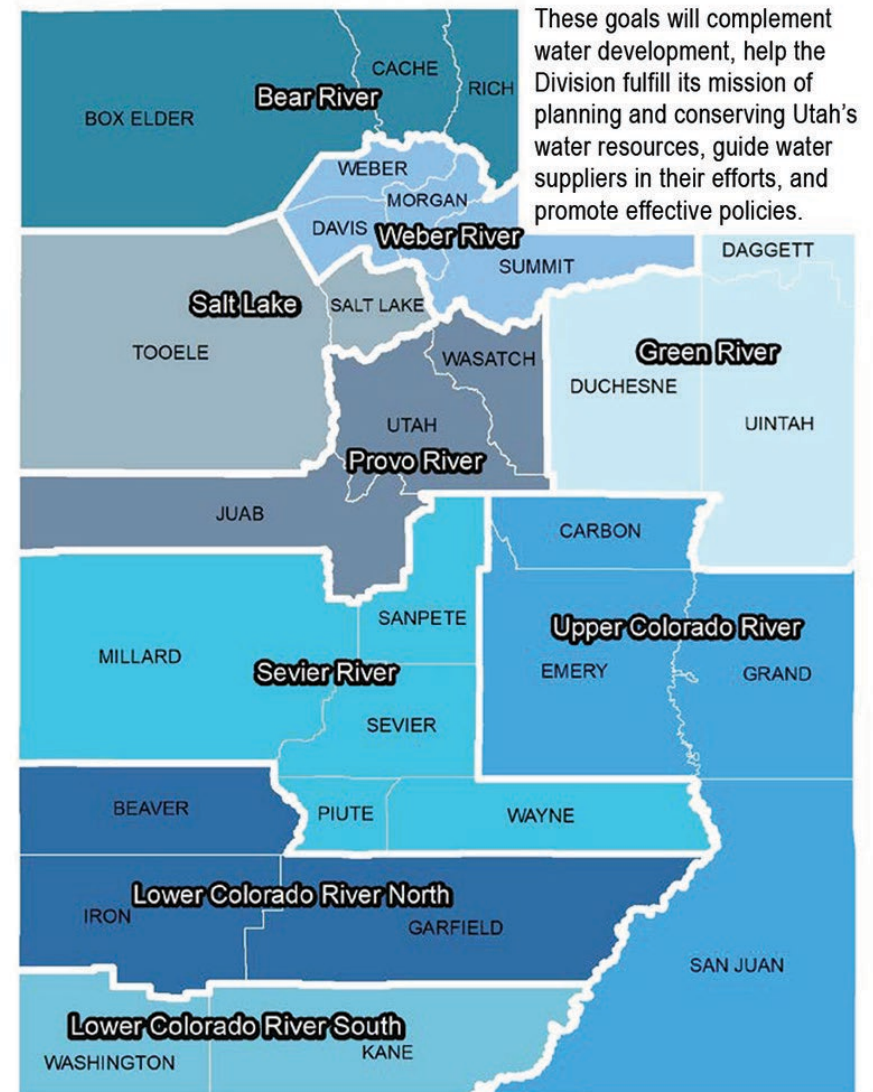 These goals will complement
water development, help the
Division fulfill its mission of
planning and conserving Utah's
water resources, guide water
suppliers in their efforts, and
promote effective policies.
CACHE
RICH
Bear River
BOX ELDER
WEBER
MORGAN
DAVIS
Weber River
SUMMIT
DAGGETT
Salt Lake
SALT LAKE
TOOELE
WASATCH
Green River
DUCHESNE
UTAH
UINTAH
Provo River
JUAB
CARBON
SANPETE
Upper Colorado River
MILLARD
Sevier River
EMERY
GRAND
SEVIER
BEAVER
PIUTE
WAYNE
Lower Colorado River North
IRON
GARFIELD
SAN JUAN
Lower Colorado River South
WASHINGTON
KANE